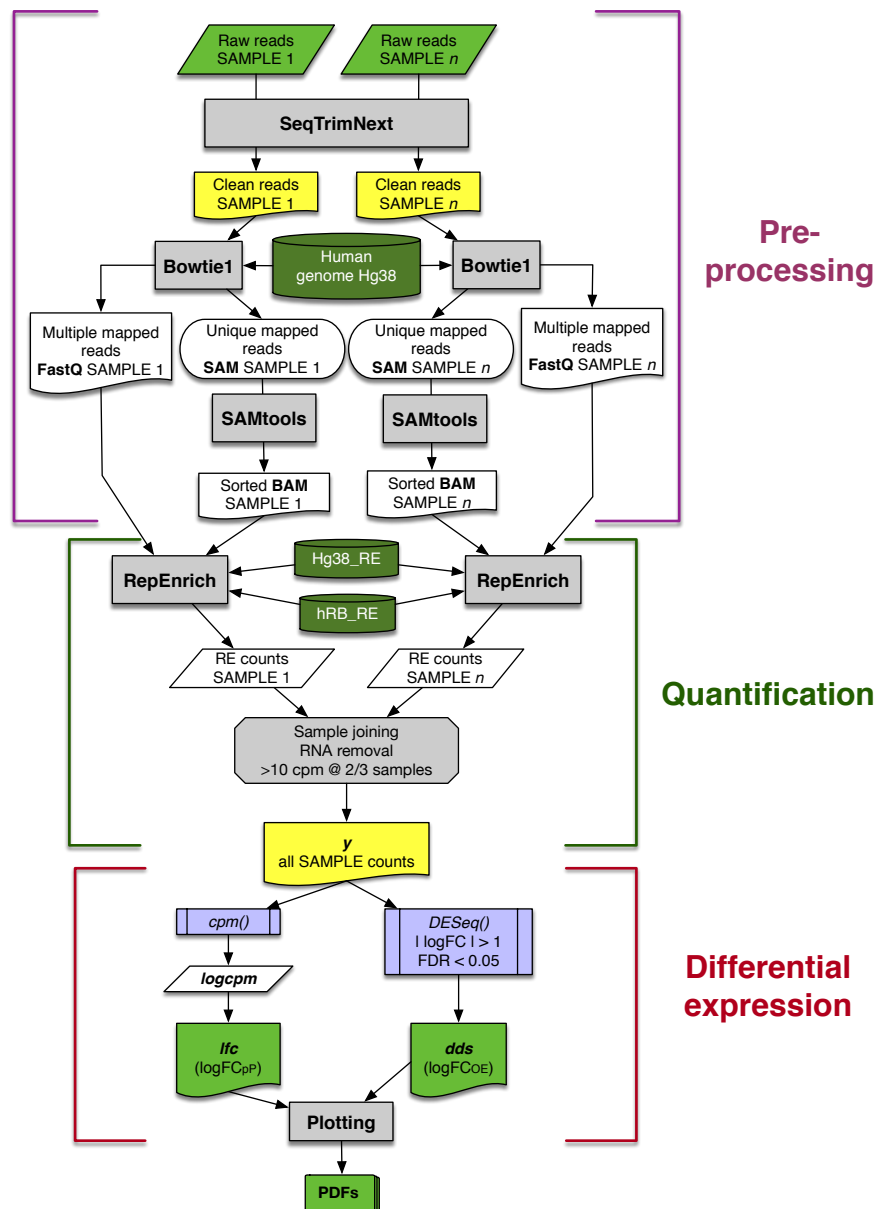 Raw reads
SAMPLE 1
Raw reads
SAMPLE n
SeqTrimNext
Clean reads
SAMPLE 1
Clean reads
SAMPLE n
Pre-
processing
Bowtie1
Human
genome Hg38
Bowtie1
Multiple mapped
reads
FastQ SAMPLE 1
Unique mapped
reads
SAM SAMPLE 1
Unique mapped
reads
SAM SAMPLE n
Multiple mapped
reads
FastQ SAMPLE n
SAMtools
SAMtools
Sorted BAM
SAMPLE 1
Sorted BAM
SAMPLE n
RepEnrich
Hg38_RE
hRB_RE
RepEnrich
RE counts
SAMPLE 1
RE counts
SAMPLE n
Quantification
Sample joining
RNA removal
>10 cpm @ 2/3 samples
y
all SAMPLE counts
cpm()
DESeq()
| logFC | > 1
FDR < 0.05
logcpm
Differential
expression
lfc
(logFCpP)
dds
(logFCOE)
Plotting
PDFs